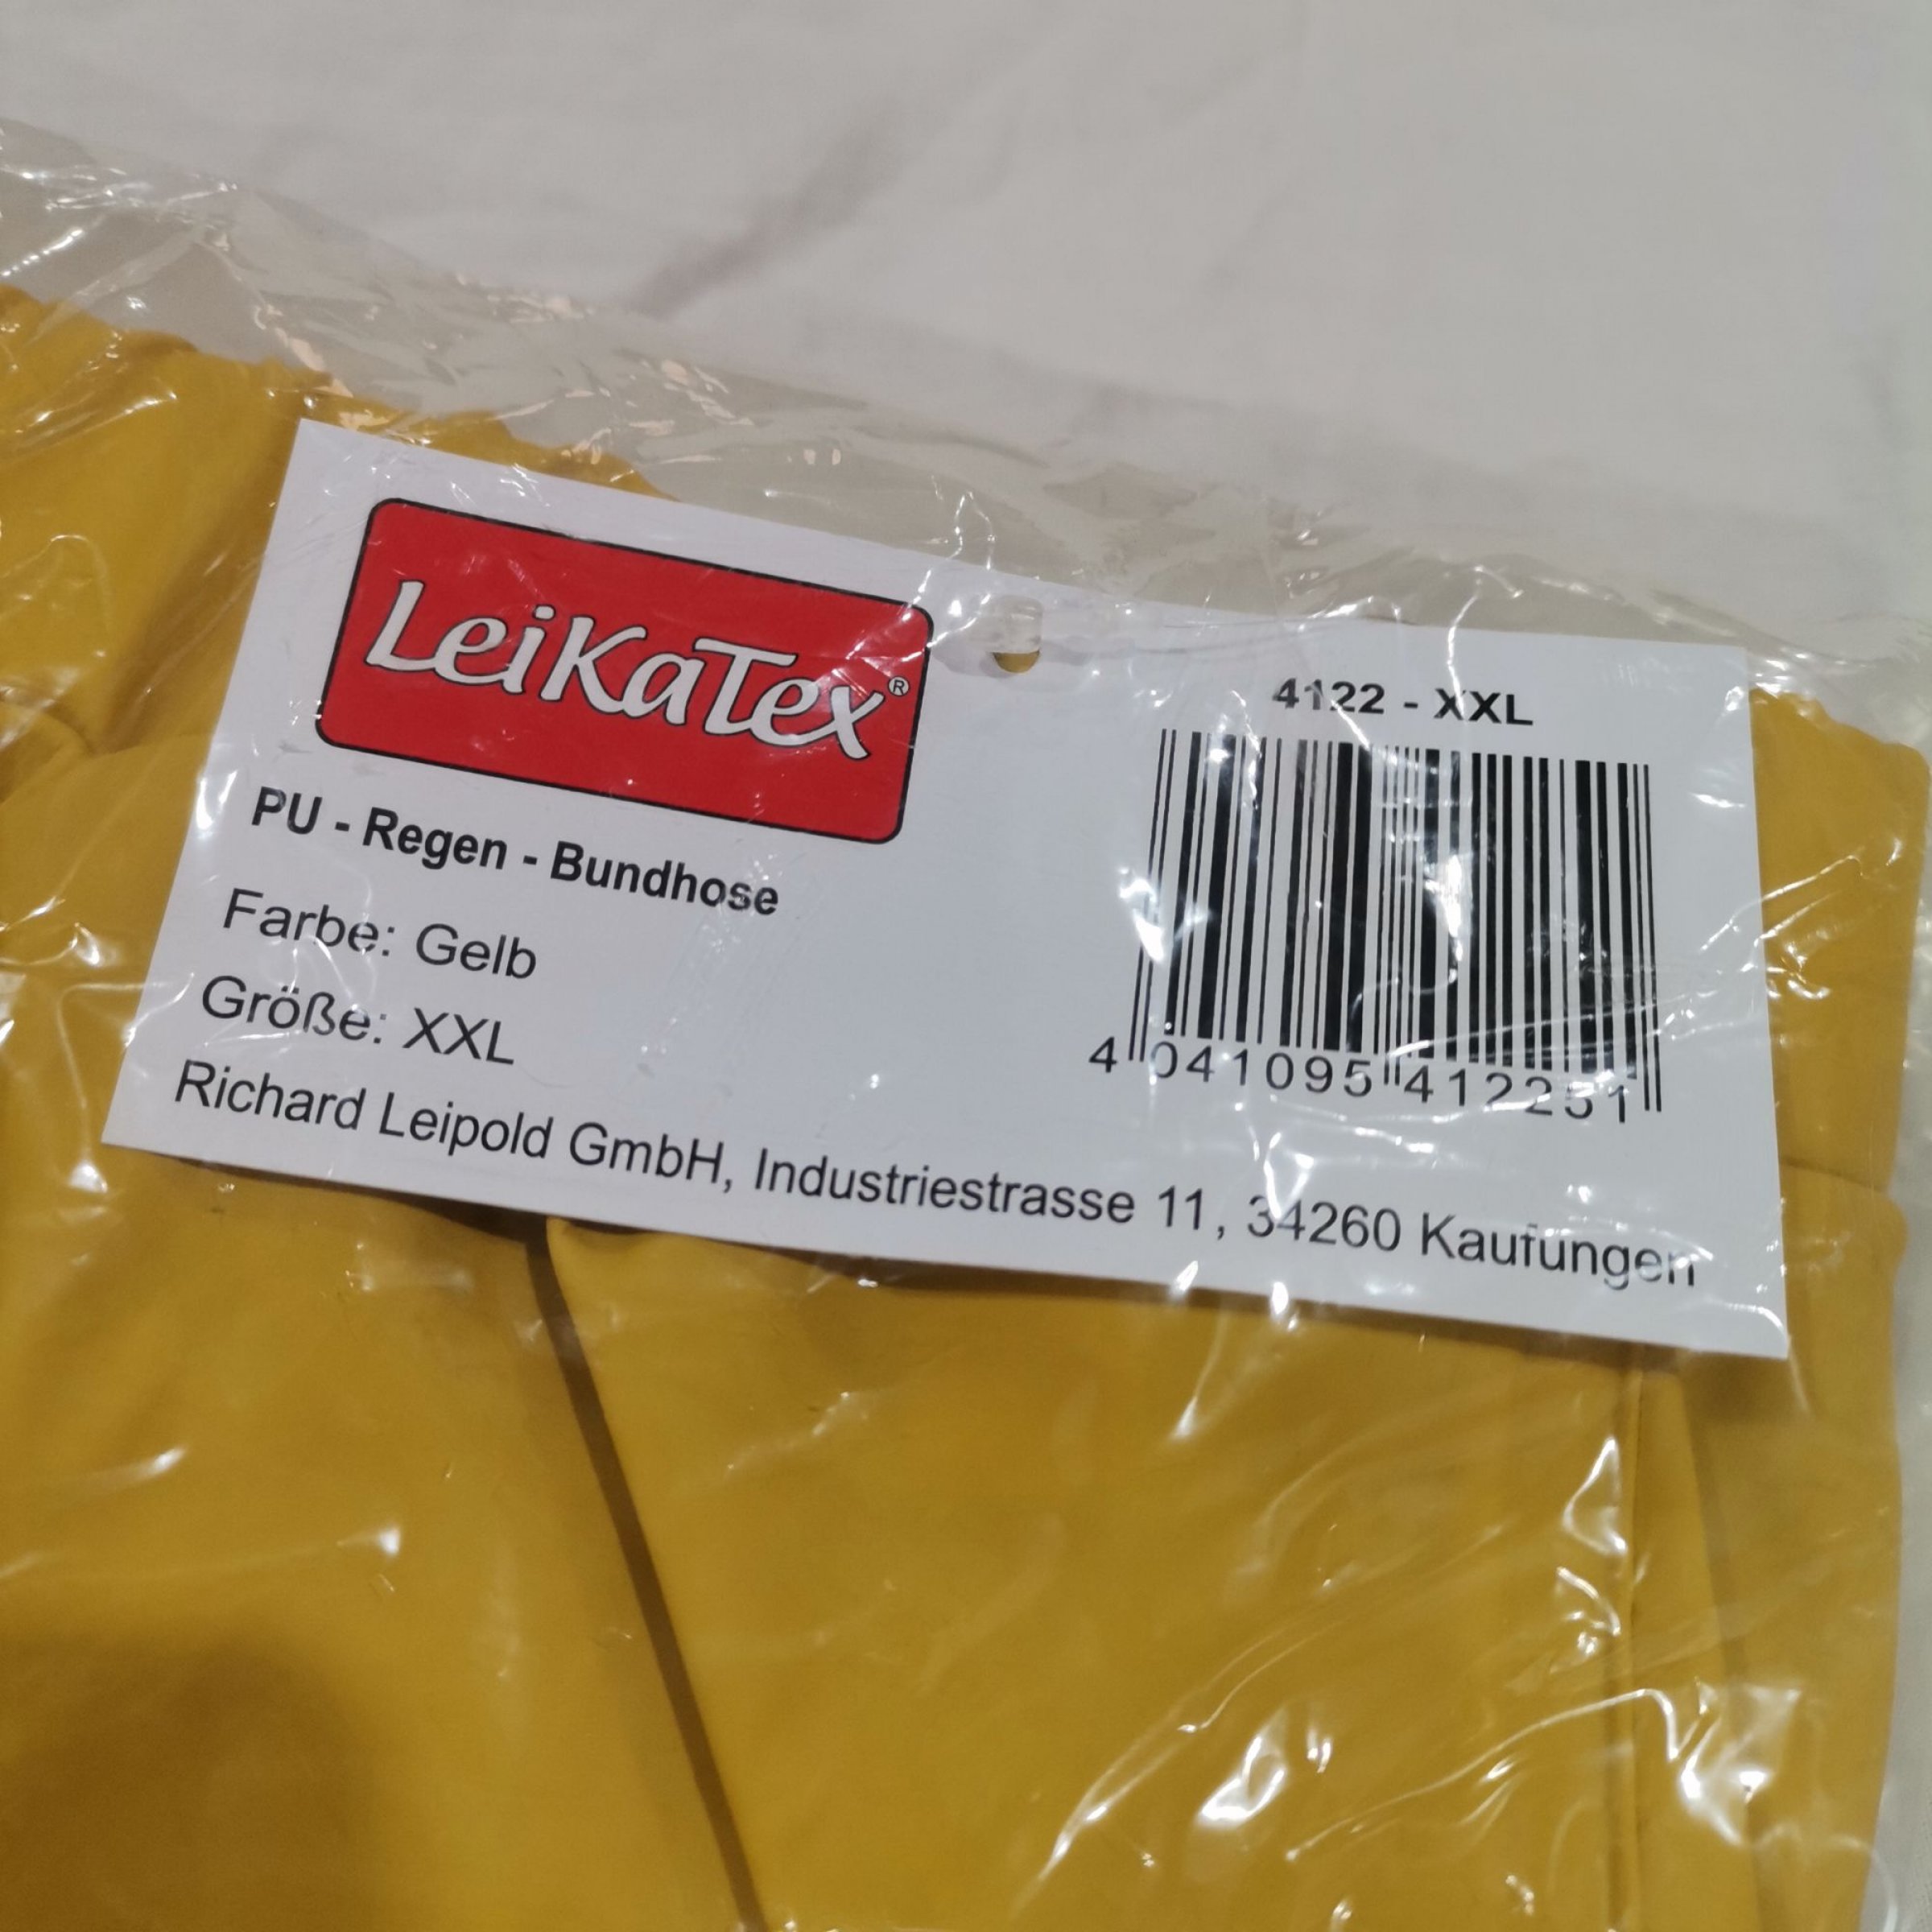 LeiKaTex®
PU - Regen - Bundhose
Farbe: Gelb
Größe: XXL
Richard Leipold GmbH, Industriestrasse 11, 34260 Kaufungen
4122 - XXL
4 041095 412251